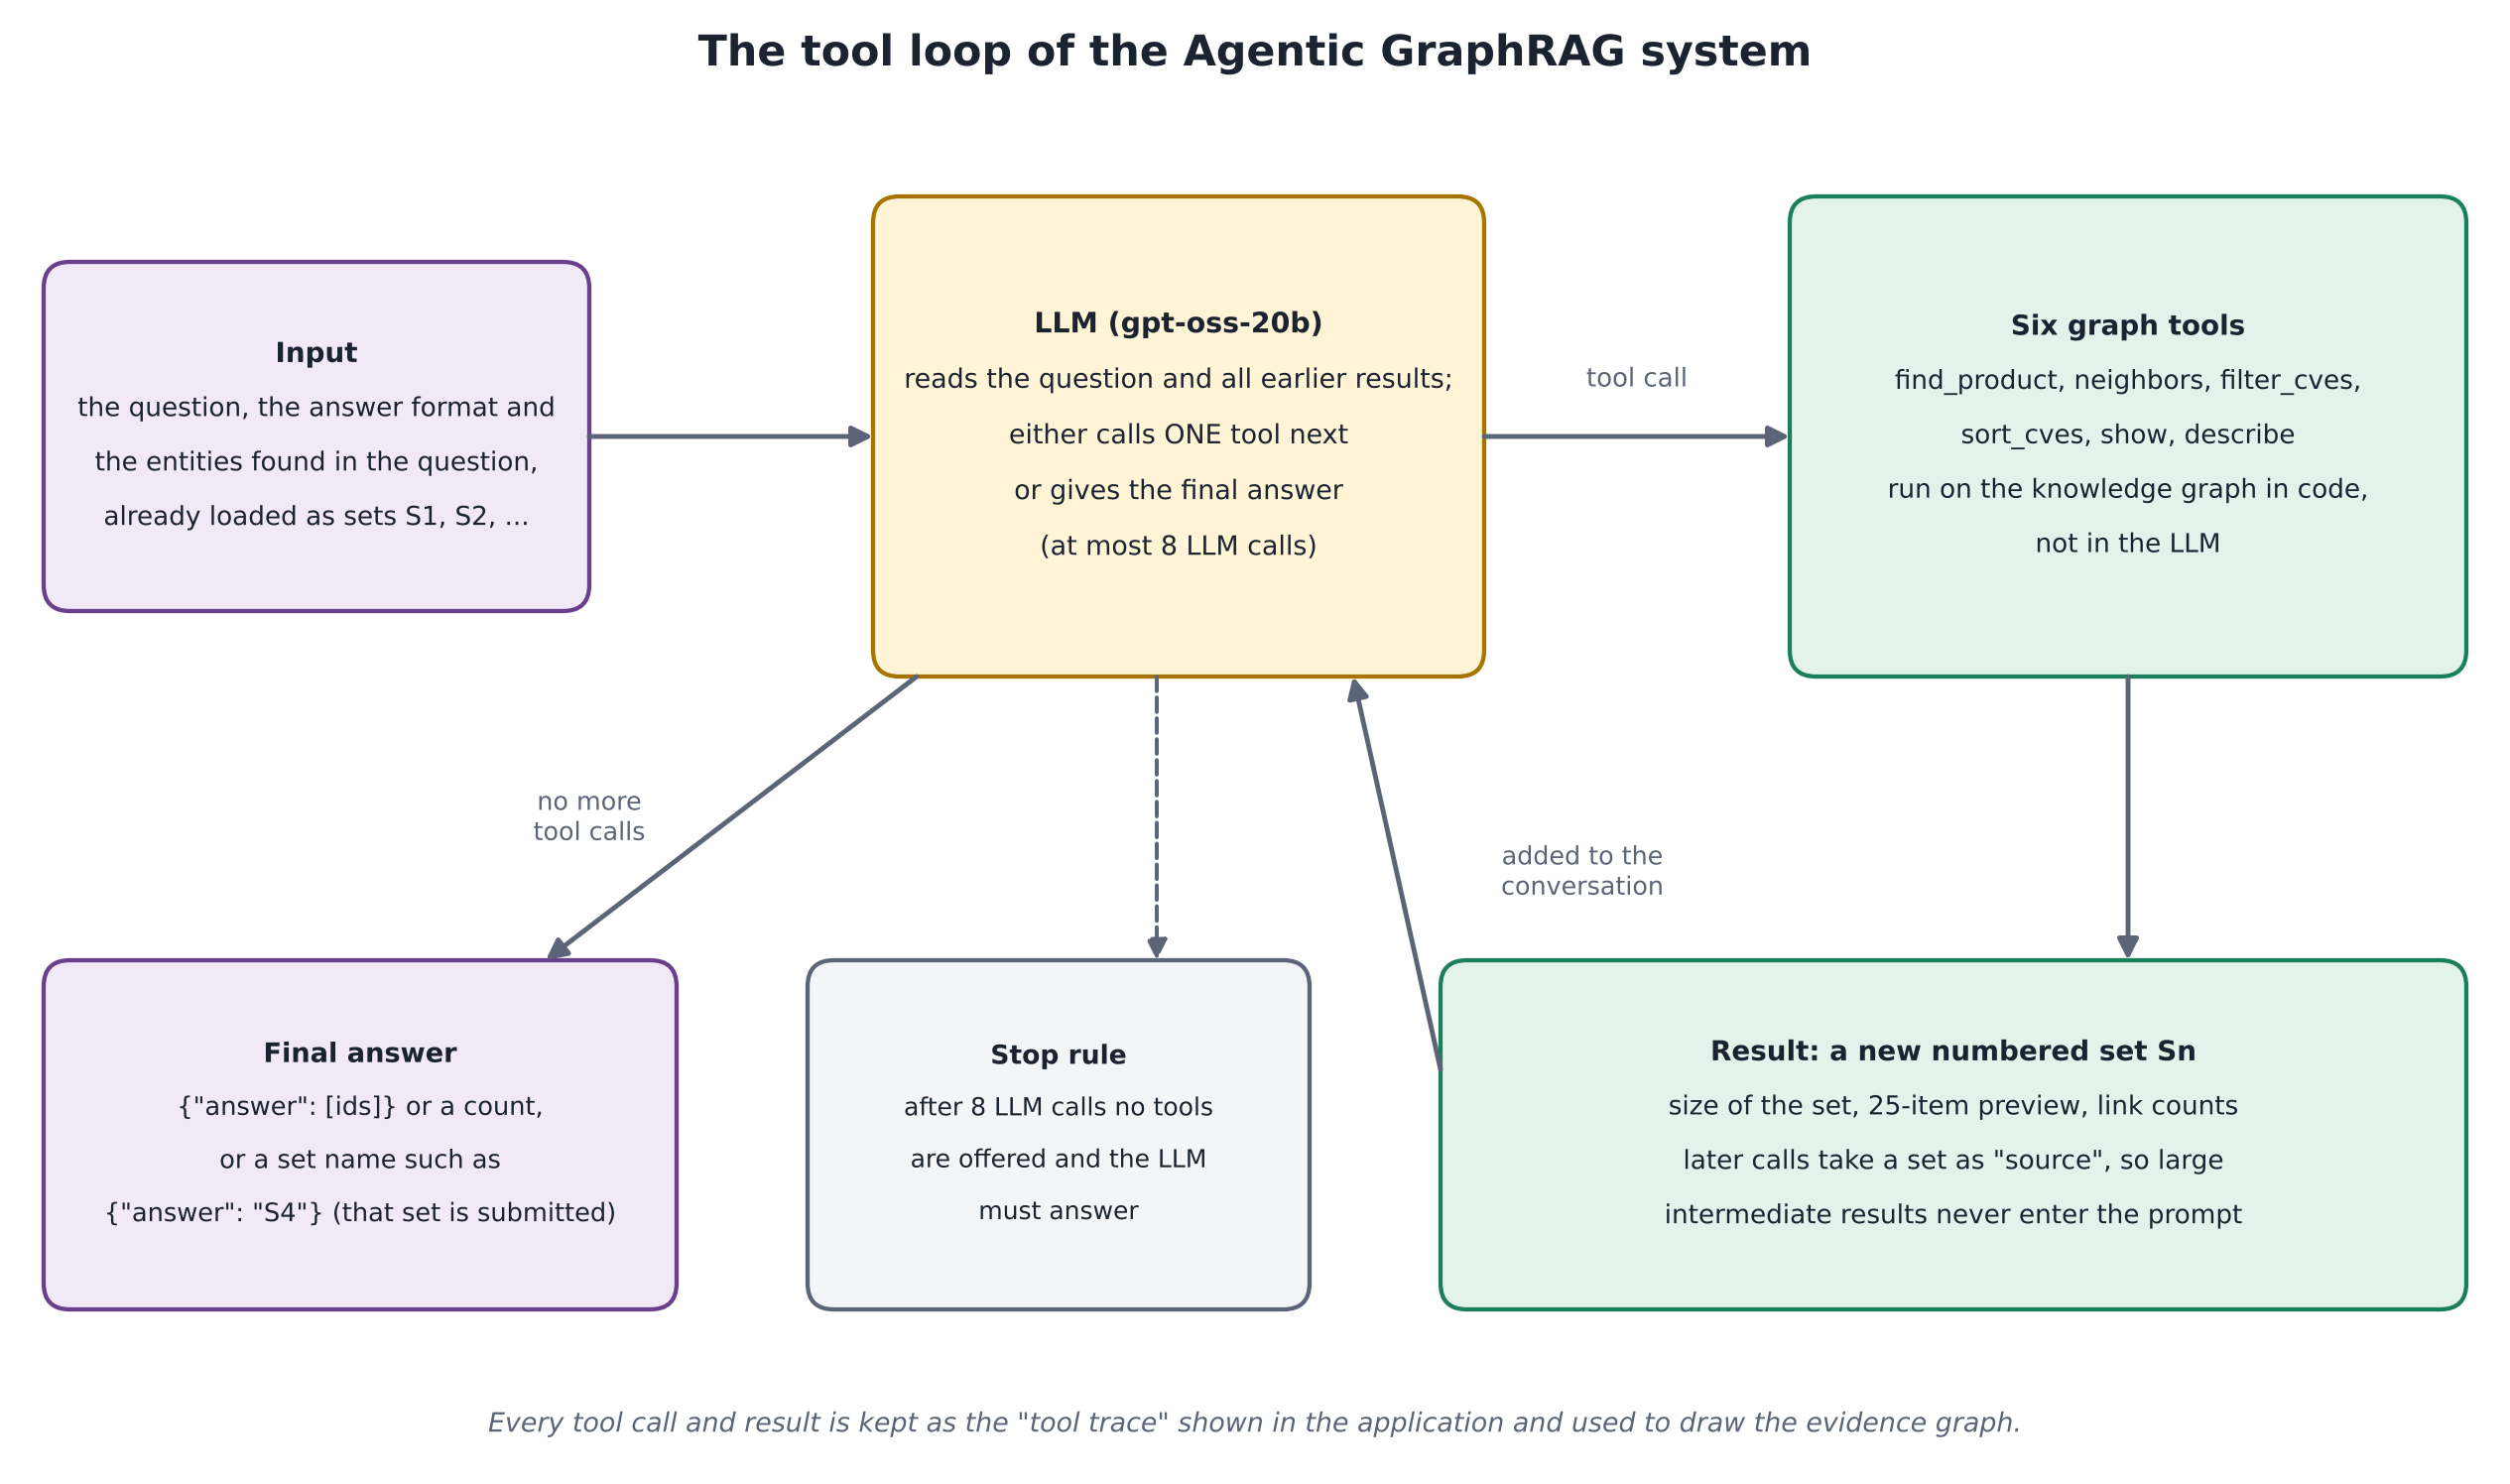 The tool loop of the Agentic GraphRAG system
Input
the question, the answer format and
the entities found in the question,
already loaded as sets S1, S2, ...
LLM (gpt-oss-20b)
reads the question and all earlier results;
either calls ONE tool next
or gives the final answer
(at most 8 LLM calls)
tool call
Six graph tools
find_product, neighbors, filter_cves,
sort_cves, show, describe
run on the knowledge graph in code,
not in the LLM
no more
tool calls
added to the
conversation
Final answer
{"answer": [ids]} or a count,
or a set name such as
{"answer": "S4"} (that set is submitted)
Stop rule
after 8 LLM calls no tools
are offered and the LLM
must answer
Result: a new numbered set Sn
size of the set, 25-item preview, link counts
later calls take a set as "source", so large
intermediate results never enter the prompt
Every tool call and result is kept as the "tool trace" shown in the application and used to draw the evidence graph.